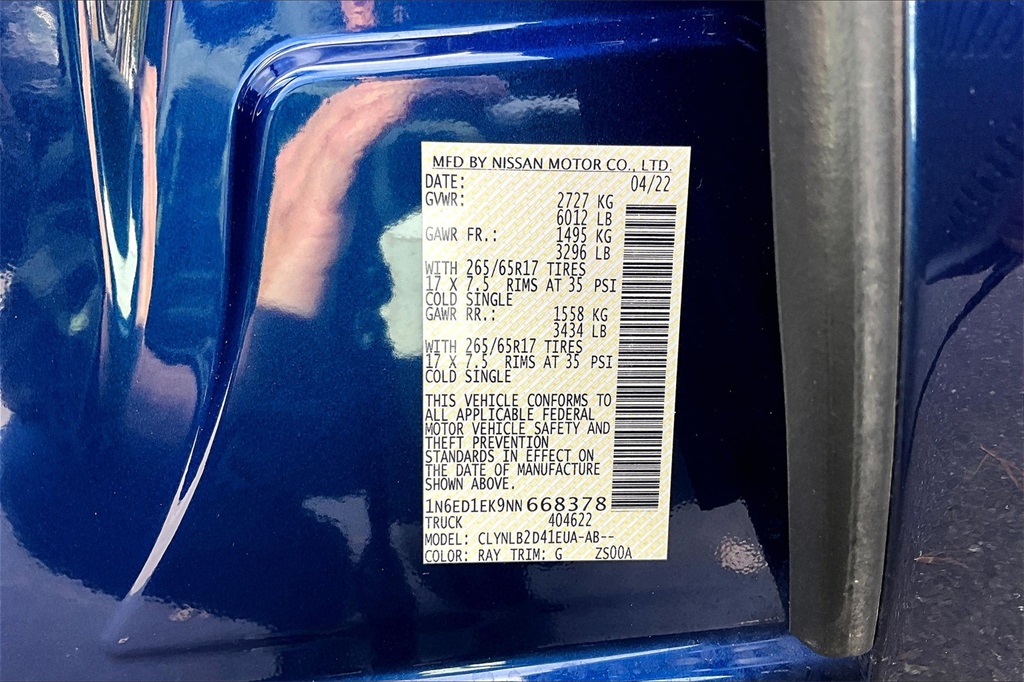 MFD BY NISSAN MOTOR CO., LTD.
DATE: 04/22
GVWR: 2727 KG
6012 LB
GAWR FR.: 1495 KG
3296 LB
WITH 265/65R17 TIRES
17 X 7.5 RIMS AT 35 PSI
COLD SINGLE
GAWR RR.: 1558 KG
3434 LB
WITH 265/65R17 TIRES
17 X 7.5 RIMS AT 35 PSI
COLD SINGLE
THIS VEHICLE CONFORMS TO
ALL APPLICABLE FEDERAL
MOTOR VEHICLE SAFETY AND
THEFT PREVENTION
STANDARDS IN EFFECT ON
THE DATE OF MANUFACTURE
SHOWN ABOVE.
1N6ED1EK9NN668378
TRUCK 404622
MODEL: CLYNLB2D41EUA-AB--
COLOR: RAY TRIM: G ZS00A